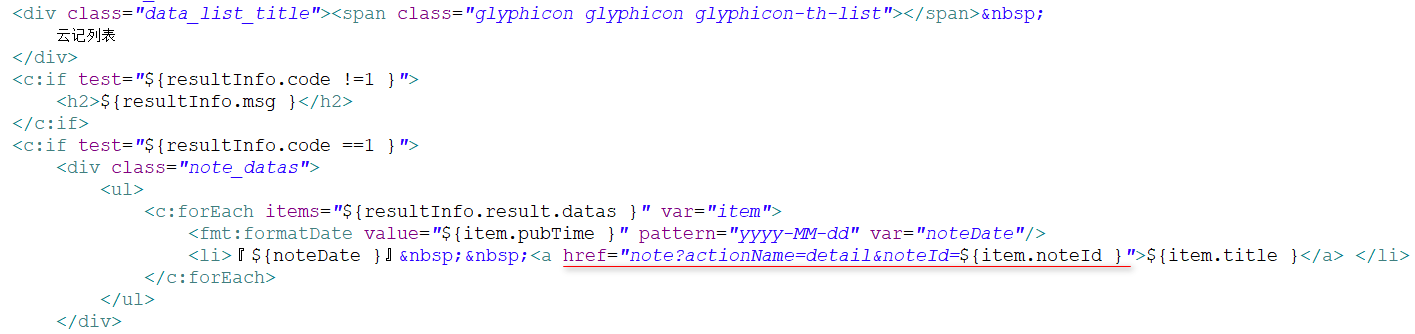 <div class="data_list_title"><span class="glyphicon glyphicon glyphicon-th-list"></span>&nbsp;
云记列表
</div>
<c:if test="${resultInfo.code !=1 }">
<h2>${resultInfo.msg }</h2>
</c:if>
<c:if test="${resultInfo.code ==1 }">
<div class="note_datas">
<ul>
<c:forEach items="${resultInfo.result.datas }" var="item">
<fmt:formatDate value="${item.pubTime }" pattern="yyyy-MM-dd" var="noteDate"/>
<li>『${noteDate }』&nbsp;&nbsp;<a href="note?actionName=detail&noteId=${item.noteId }">${item.title }</a> </li>
</c:forEach>
</ul>
</div>